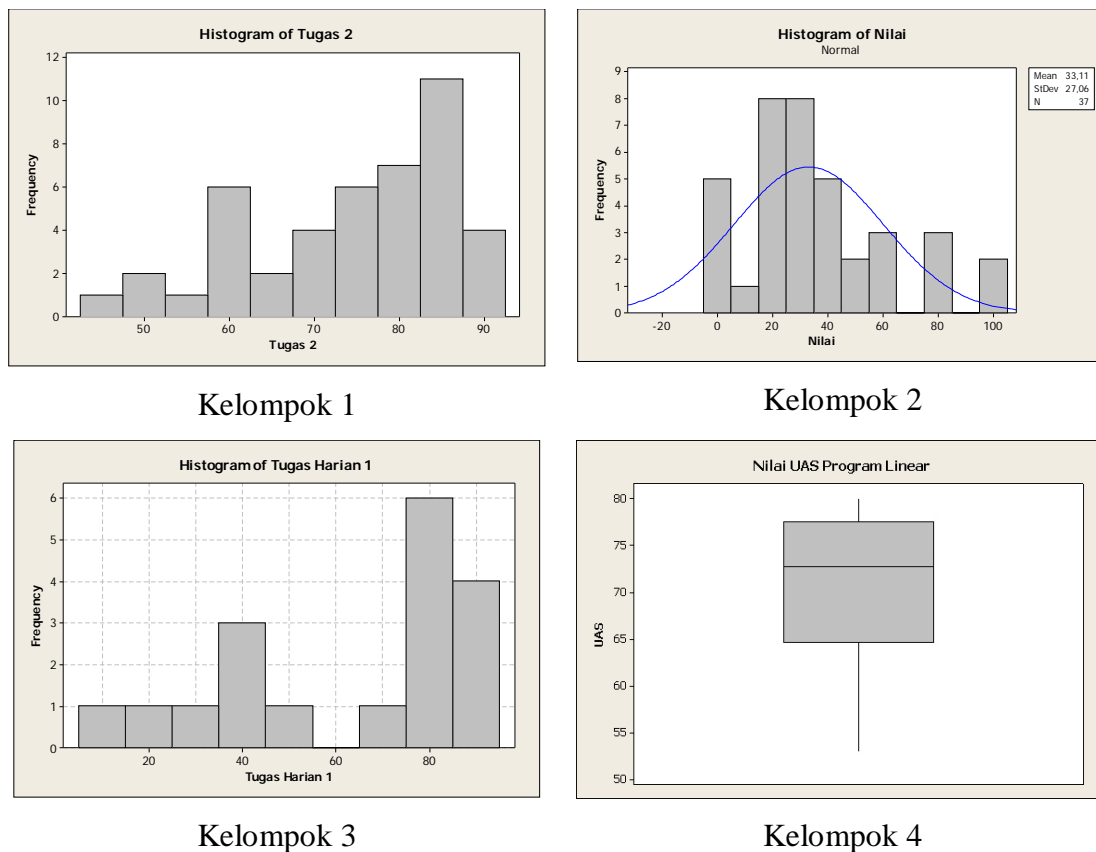 Histogram of Tugas 2
12
10
8
6
4
2
0
Frequency
50 60 70 80 90
Tugas 2
Kelompok 1
Histogram of Nilai
Normal
Mean 33,11
StDev 27,06
N 37
9
8
7
6
5
4
3
2
1
0
Frequency
-20 0 20 40 60 80 100
Nilai
Kelompok 2
Histogram of Tugas Harian 1
6
5
4
3
2
1
0
Frequency
20 40 60 80
Tugas Harian 1
Kelompok 3
Nilai UAS Program Linear
80
75
70
65
60
55
50
UAS
Kelompok 4